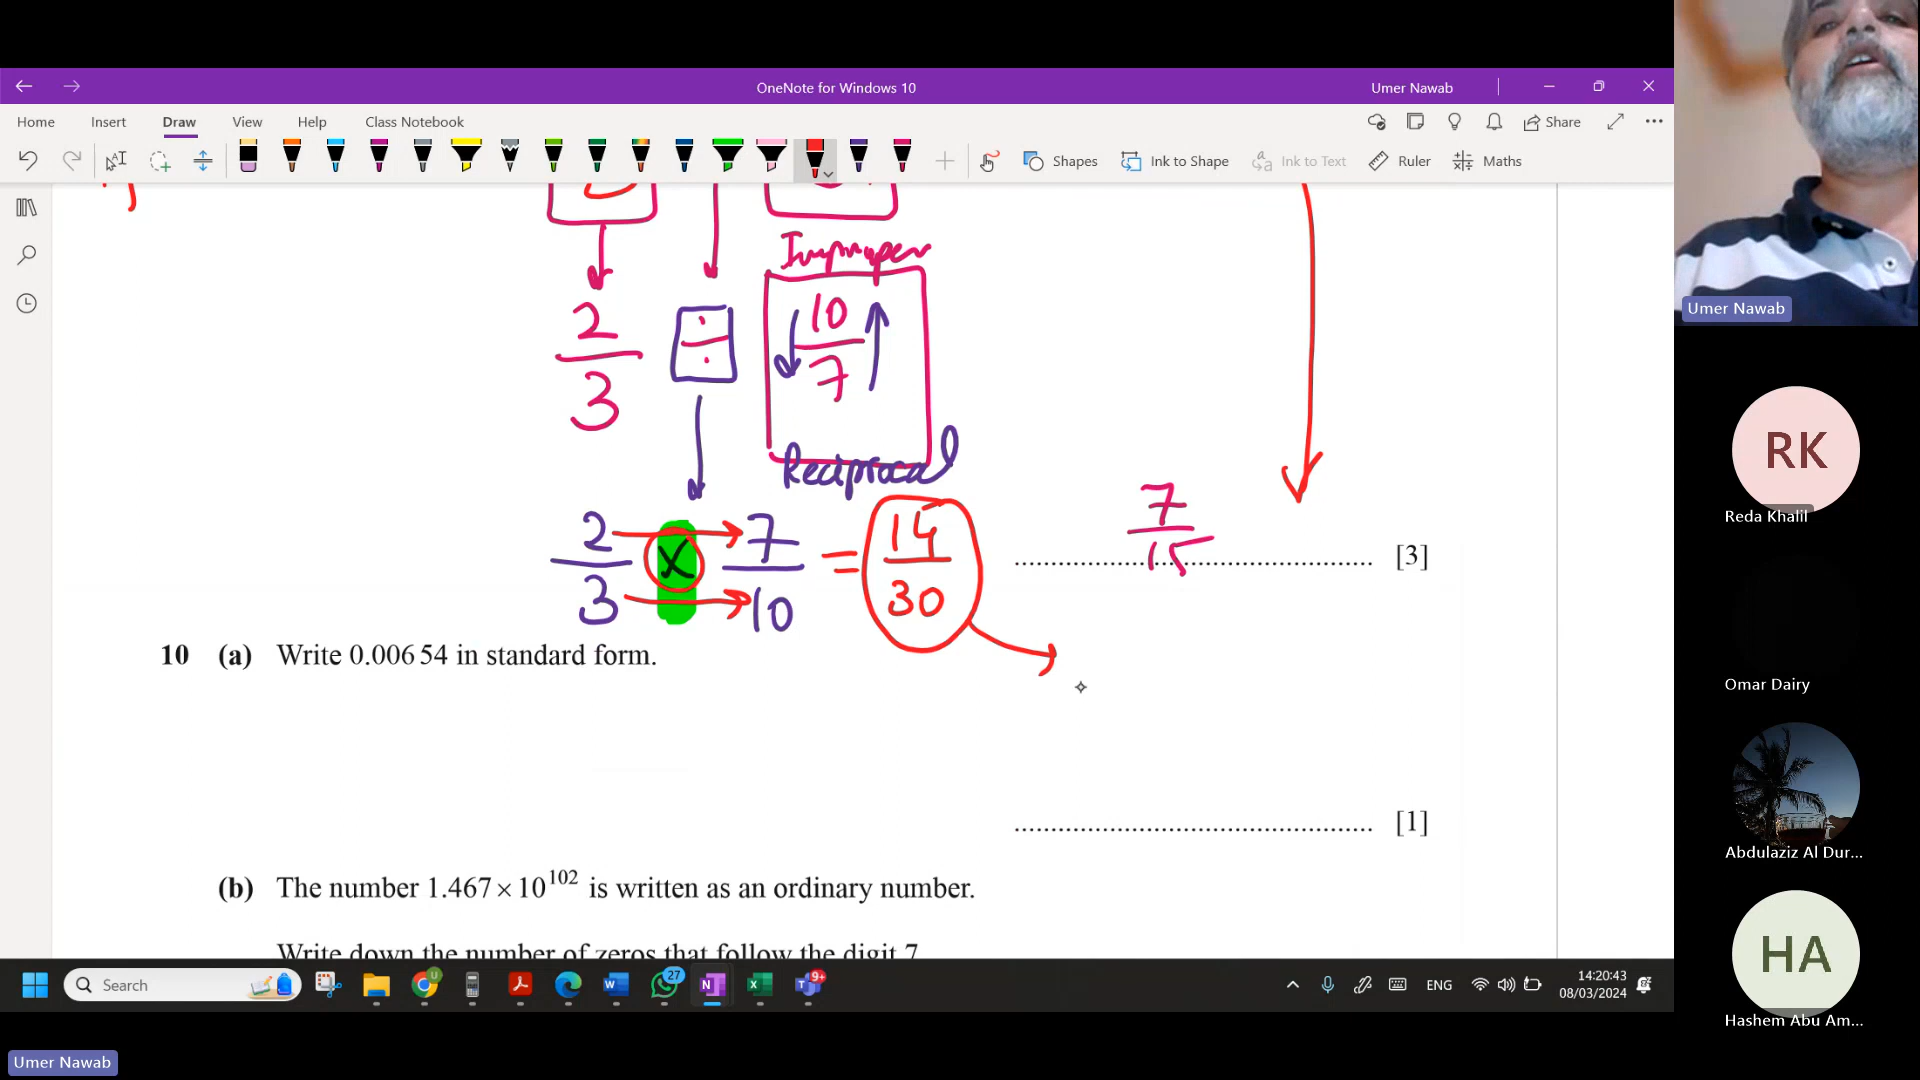 OneNote for Windows 10
Umer Nawab
Home Insert Draw View Help Class Notebook
Share
Shapes Ink to Shape Ink to Text Ruler Maths
Improper
2/3 ÷ 10/7
Reciprocal
2/3 × 7/10 = 14/30
7/15
.................................................. [3]
10 (a) Write 0.006 54 in standard form.
.................................................. [1]
(b) The number 1.467 × 10^102 is written as an ordinary number.
Write down the number of zeros that follow the digit 7
Search
27
9+
ENG
14:20:43
08/03/2024
Umer Nawab
Umer Nawab
RK
Reda Khalil
Omar Dairy
Abdulaziz Al Dur...
HA
Hashem Abu Am...